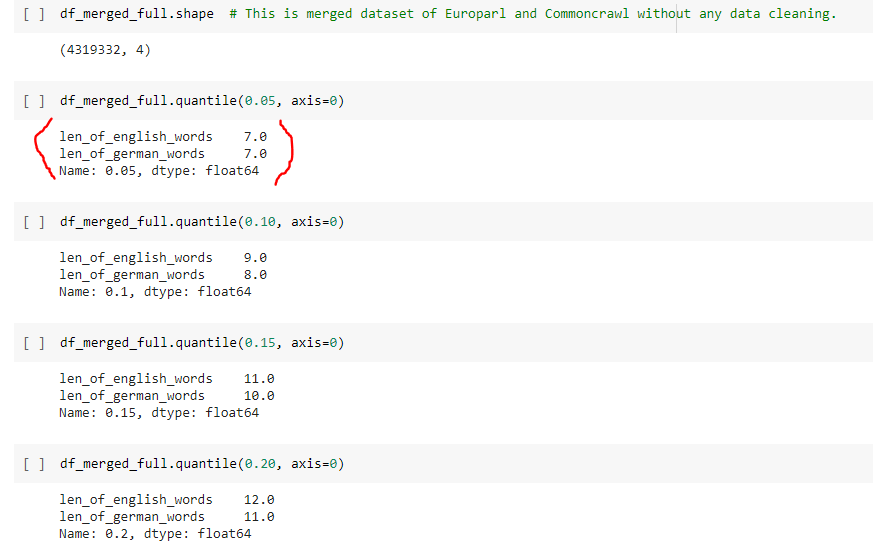 [ ] df_merged_full.shape # This is merged dataset of Europarl and Commoncrawl without any data cleaning.
(4319332, 4)
[ ] df_merged_full.quantile(0.05, axis=0)
len_of_english_words 7.0
len_of_german_words 7.0
Name: 0.05, dtype: float64
[ ] df_merged_full.quantile(0.10, axis=0)
len_of_english_words 9.0
len_of_german_words 8.0
Name: 0.1, dtype: float64
[ ] df_merged_full.quantile(0.15, axis=0)
len_of_english_words 11.0
len_of_german_words 10.0
Name: 0.15, dtype: float64
[ ] df_merged_full.quantile(0.20, axis=0)
len_of_english_words 12.0
len_of_german_words 11.0
Name: 0.2, dtype: float64